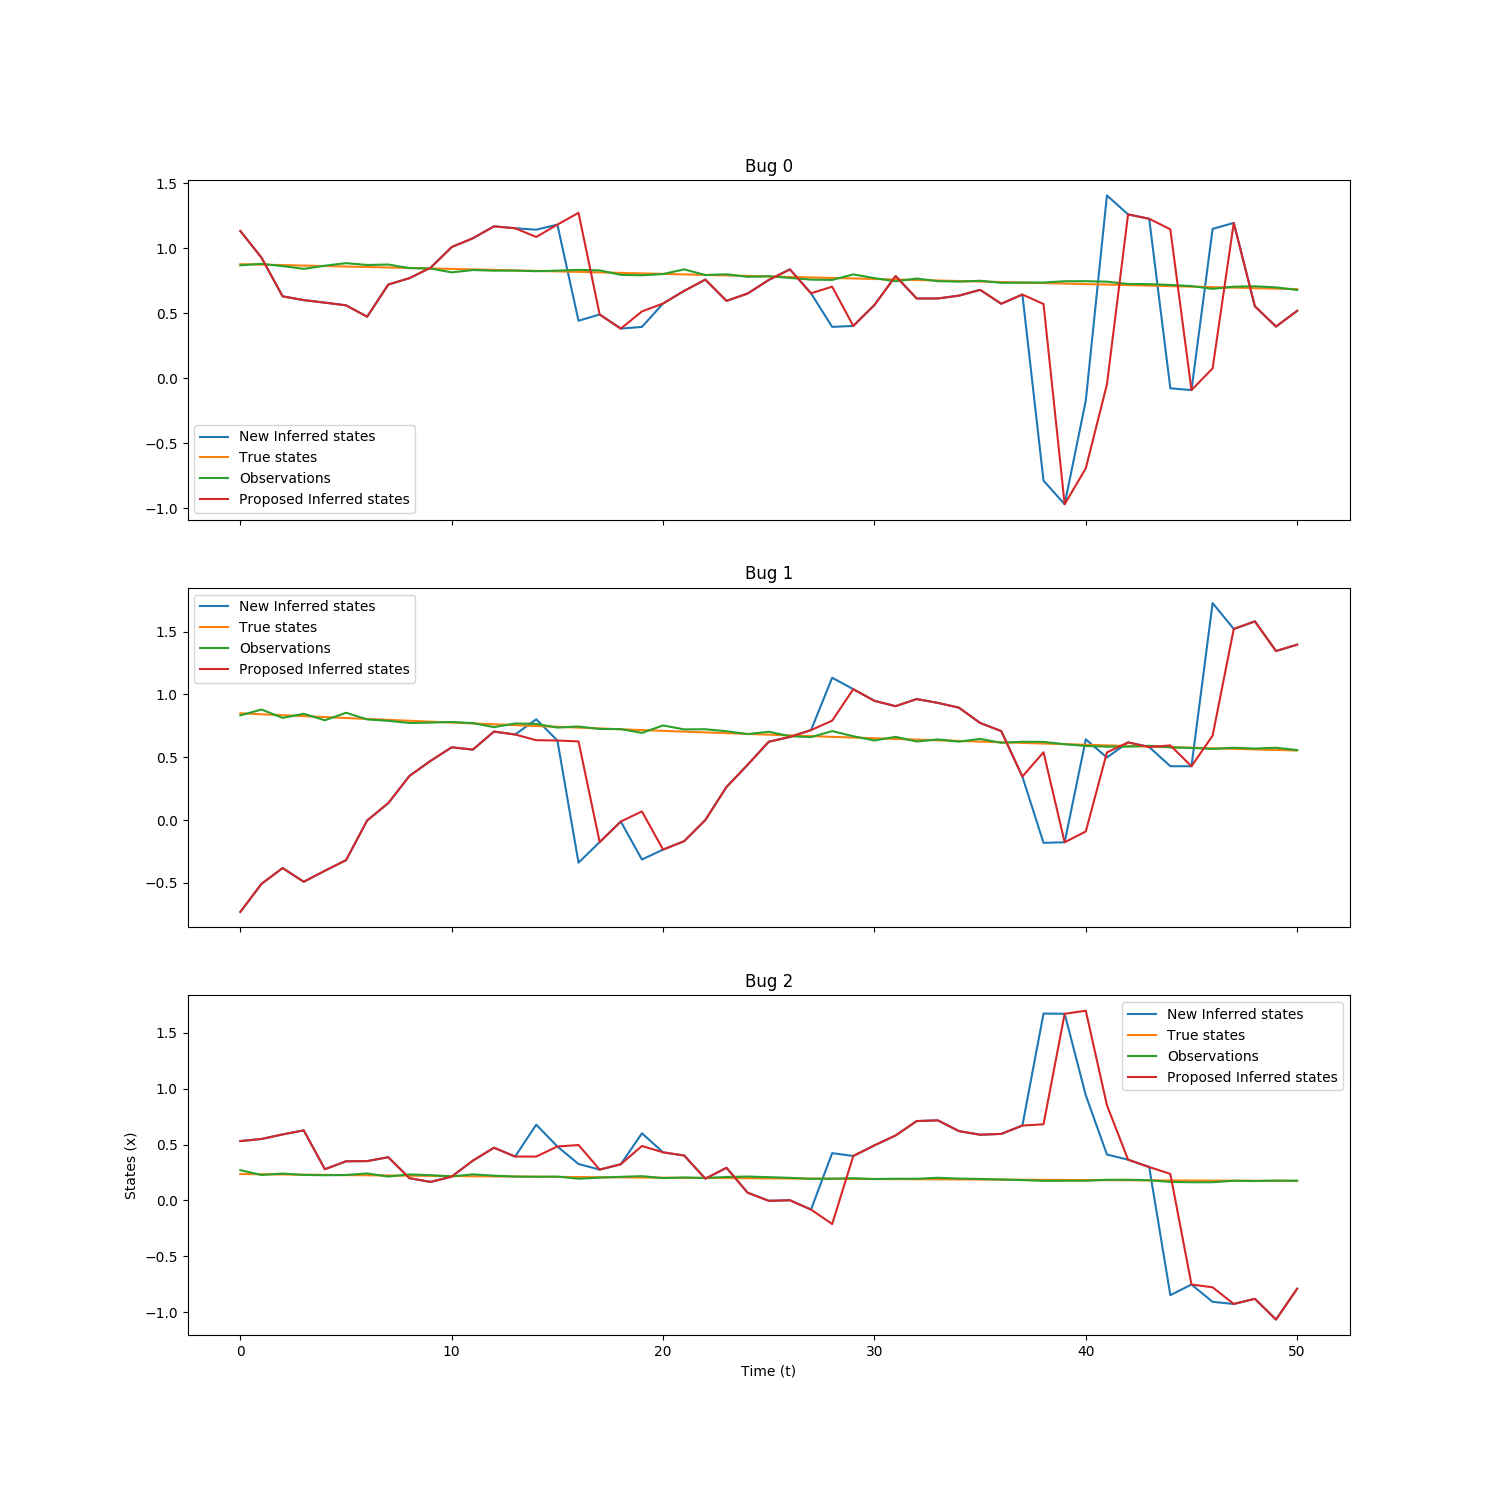 Bug 0
1.5
1.0
0.5
0.0
−0.5
−1.0
New Inferred states
True states
Observations
Proposed Inferred states
Bug 1
1.5
1.0
0.5
0.0
−0.5
New Inferred states
True states
Observations
Proposed Inferred states
Bug 2
1.5
1.0
0.5
0.0
−0.5
−1.0
States (x)
New Inferred states
True states
Observations
Proposed Inferred states
0 10 20 30 40 50
Time (t)